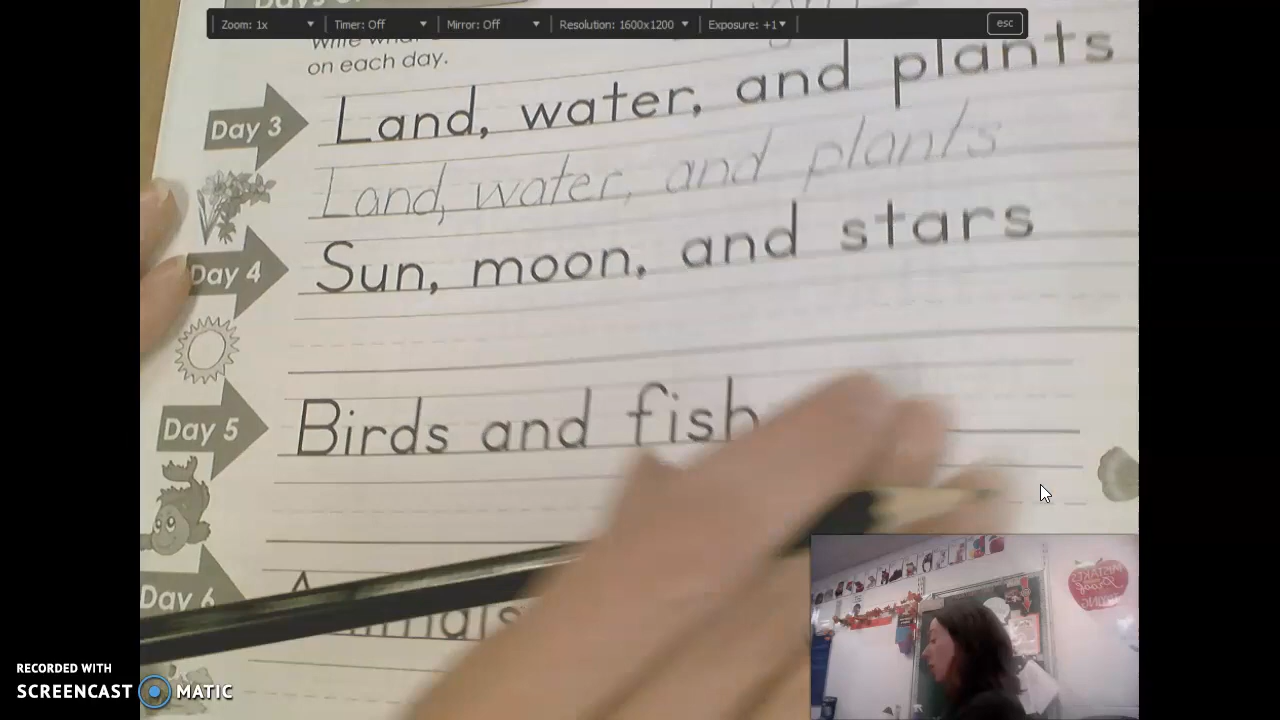 Zoom: 1x Timer: Off Mirror: Off Resolution: 1600x1200 Exposure: +1 esc
on each day.
Day 3 Land, water, and plants
Land, water, and plants
Day 4 Sun, moon, and stars
Day 5 Birds and fish
Day 6 Animals
RECORDED WITH
SCREENCAST MATIC